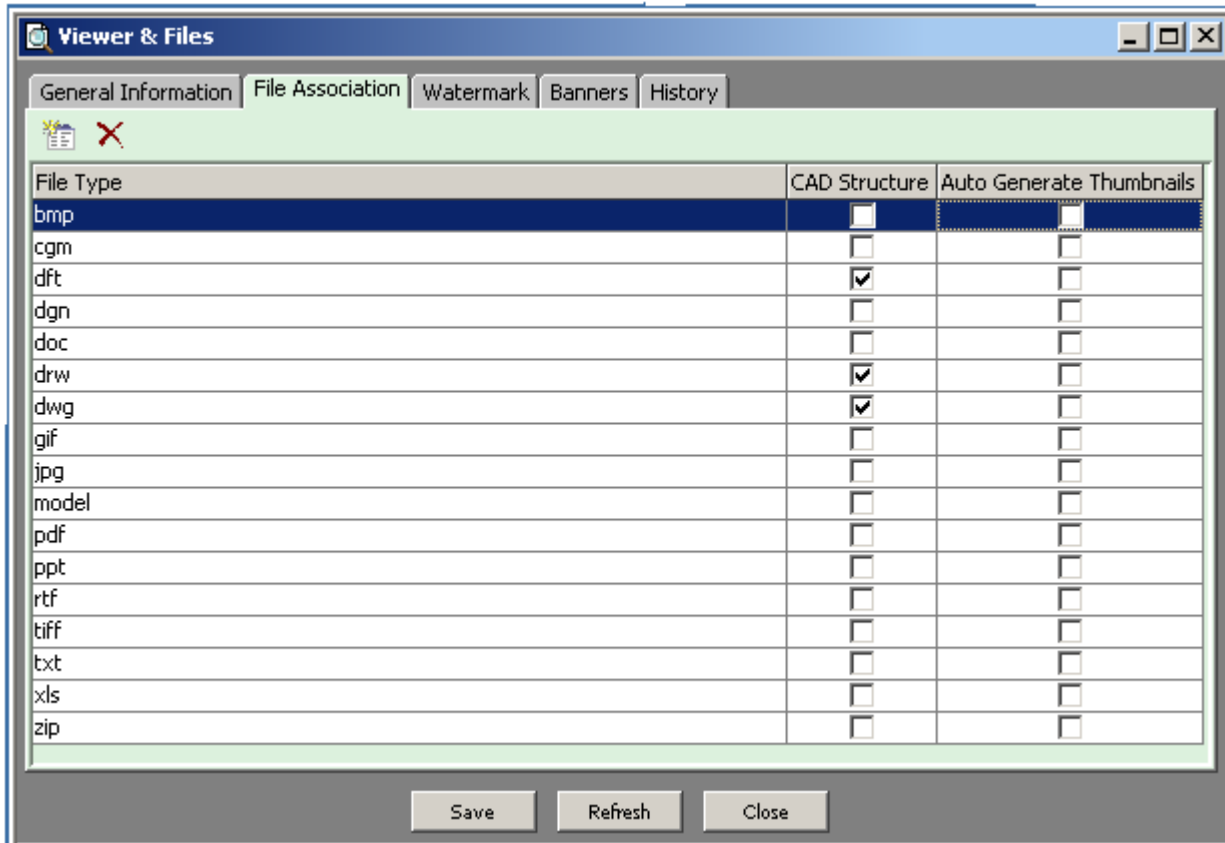 Viewer & Files
General Information File Association Watermark Banners History
File Type CAD Structure Auto Generate Thumbnails
bmp
cgm
dft
dgn
doc
drw
dwg
gif
jpg
model
pdf
ppt
rtf
tiff
txt
xls
zip
Save Refresh Close